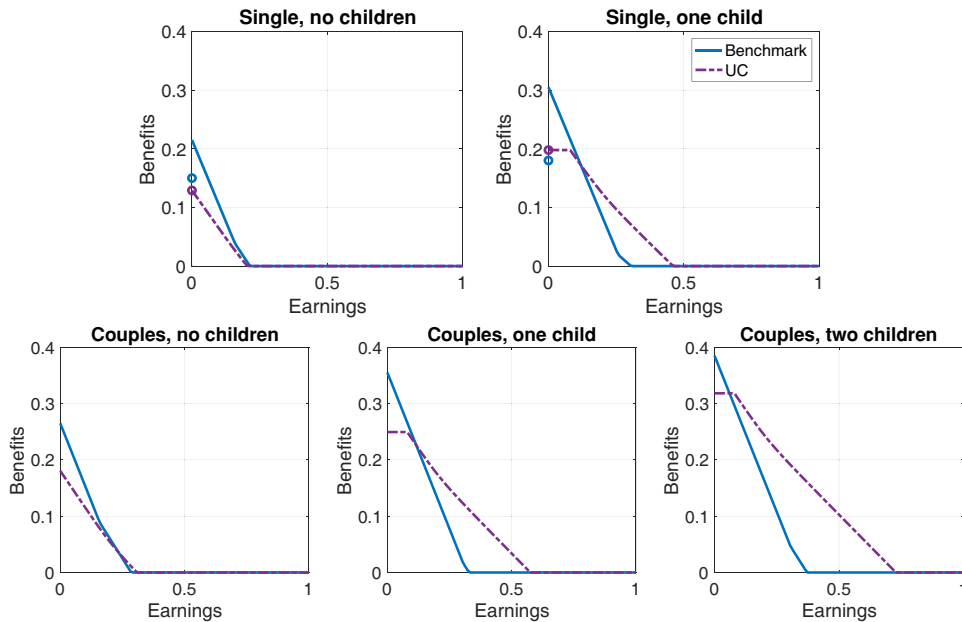 Single, no children
0.4
0.3
0.2
0.1
0
Benefits
0
0.5
1
Earnings
Single, one child
0.4
0.3
0.2
0.1
0
Benefits
Benchmark
UC
0
0.5
1
Earnings
Couples, no children
0.4
0.3
0.2
0.1
0
Benefits
0
0.5
1
Earnings
Couples, one child
0.4
0.3
0.2
0.1
0
Benefits
0
0.5
1
Earnings
Couples, two children
0.4
0.3
0.2
0.1
0
Benefits
0
0.5
1
Earnings